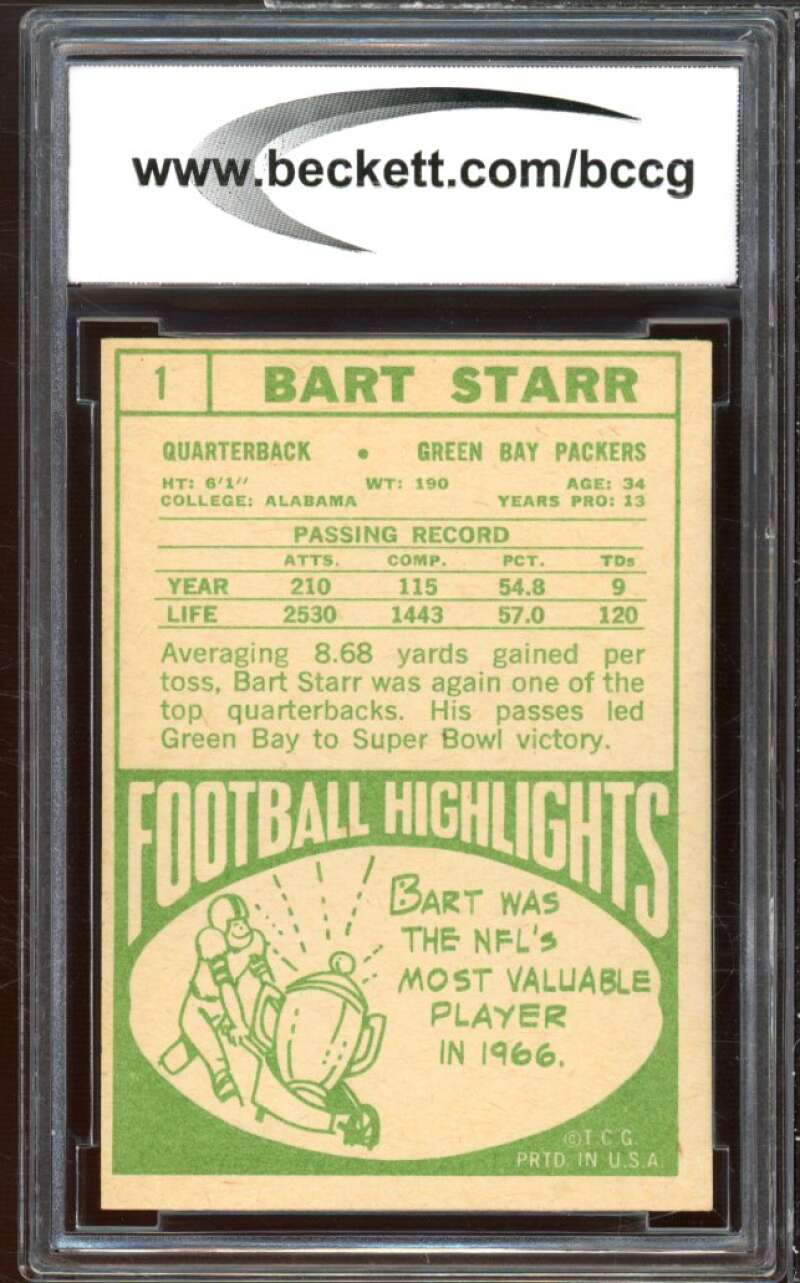 www.beckett.com/bccg
1 BART STARR
QUARTERBACK • GREEN BAY PACKERS
HT: 6'1" WT: 190 AGE: 34
COLLEGE: ALABAMA YEARS PRO: 13
PASSING RECORD
ATTS. COMP. PCT. TDs
YEAR 210 115 54.8 9
LIFE 2530 1443 57.0 120
Averaging 8.68 yards gained per
toss, Bart Starr was again one of the
top quarterbacks. His passes led
Green Bay to Super Bowl victory.
FOOTBALL HIGHLIGHTS
BART WAS
THE NFL'S
MOST VALUABLE
PLAYER
IN 1966.
©T.C.G.
PRTD. IN U.S.A.